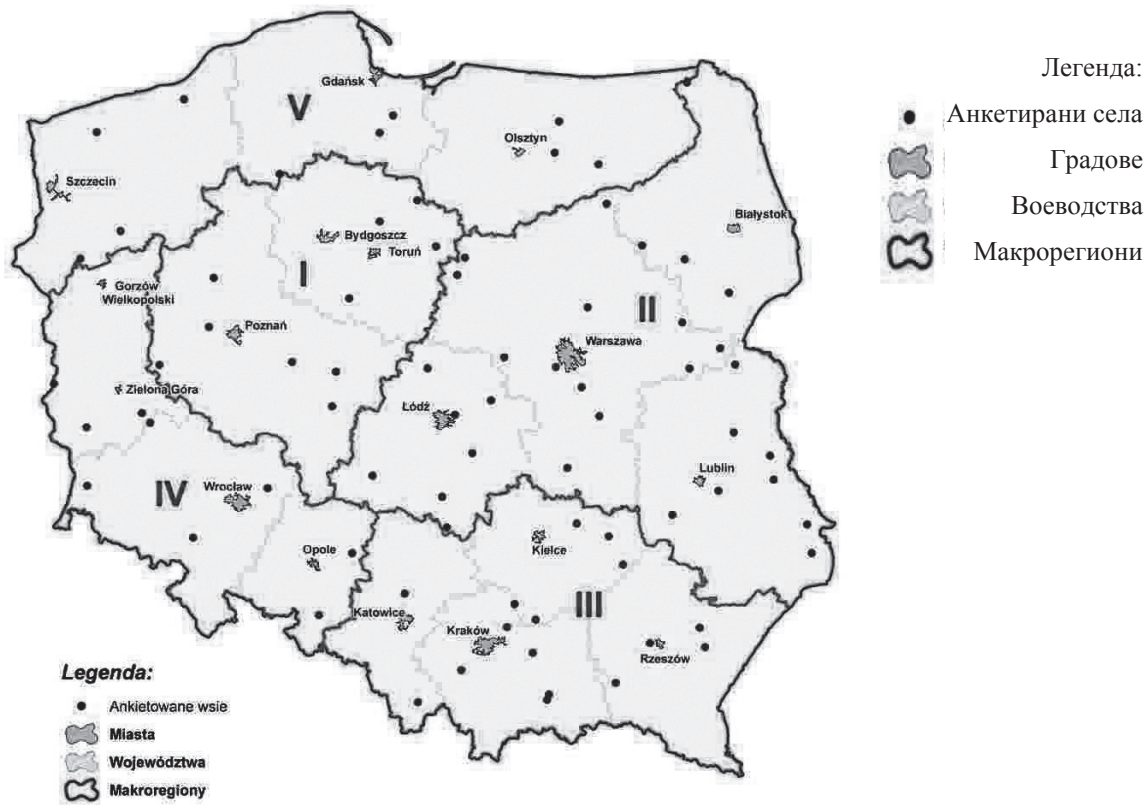 Gdańsk
V
Olsztyn
Szczecin
Białystok
Bydgoszcz
Toruń
I
Gorzów
Wielkopolski
II
Poznań
Warszawa
Zielona Góra
Łódź
Lublin
IV
Wrocław
Kielce
Opole
III
Katowice
Kraków
Rzeszów
Legenda:
Ankietowane wsie
Miasta
Województwa
Makroregiony
Легенда:
Анкетирани села
Градове
Воеводства
Макрорегиони